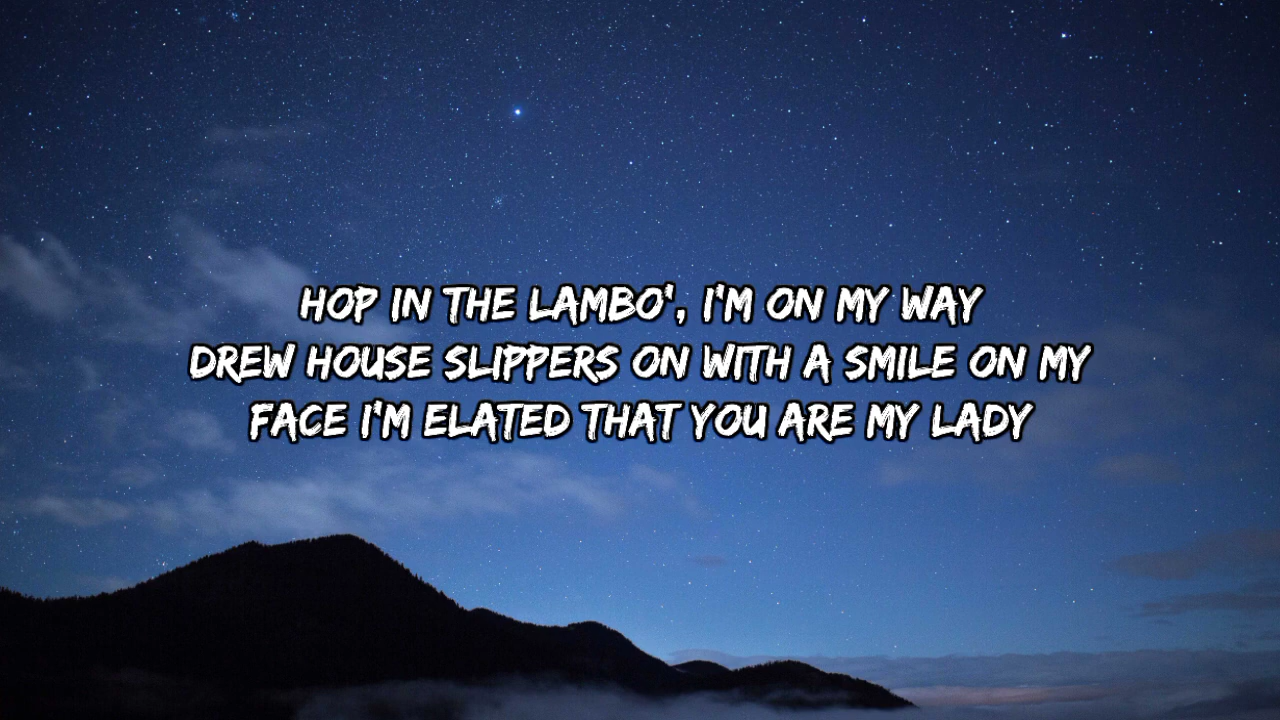 HOP IN THE LAMBO', I'M ON MY WAY
DREW HOUSE SLIPPERS ON WITH A SMILE ON MY
FACE I'M ELATED THAT YOU ARE MY LADY